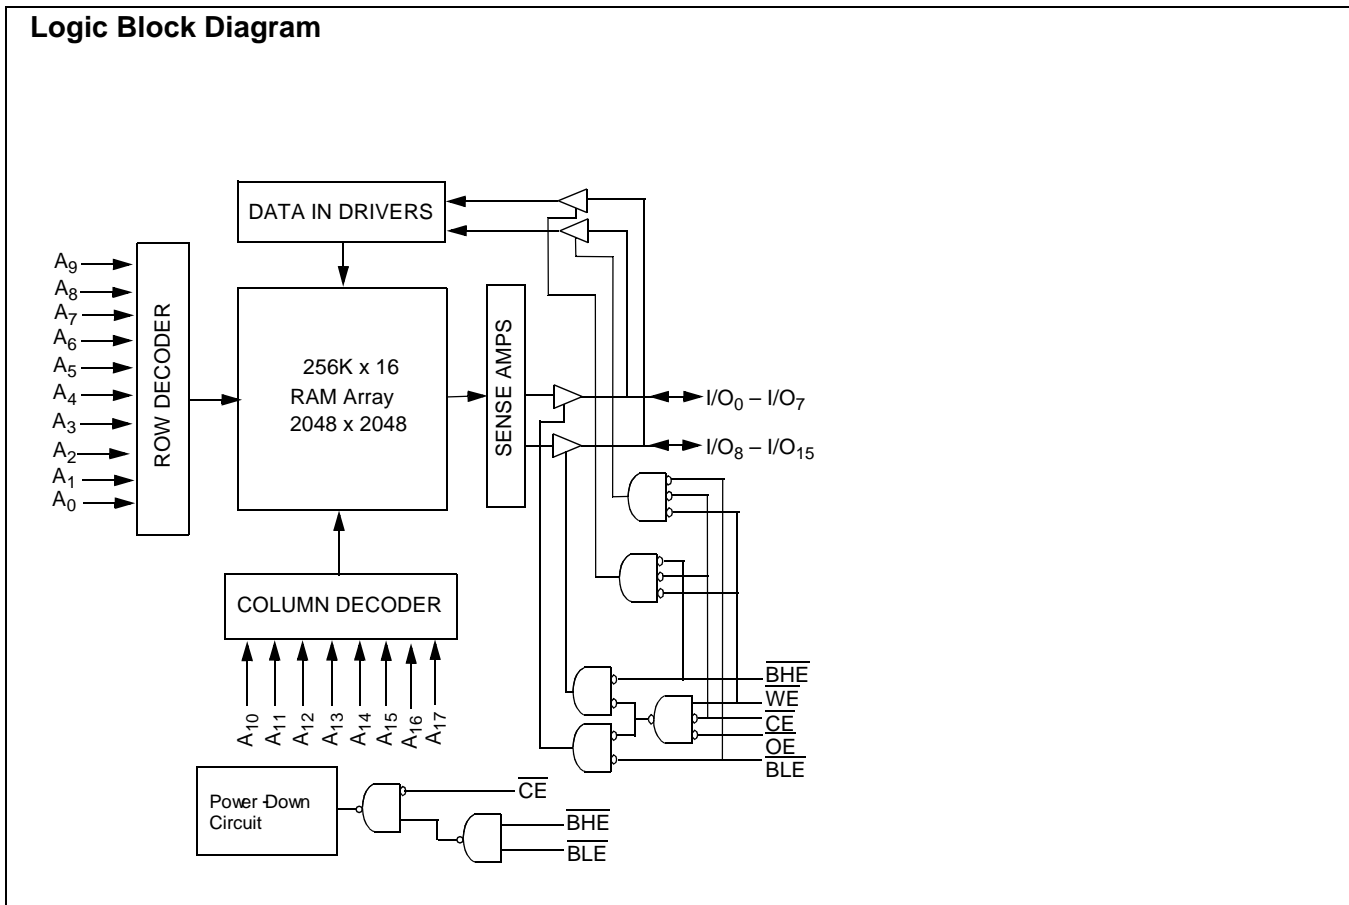 Logic Block Diagram
DATA IN DRIVERS
A9
A8
A7
A6
A5
A4
A3
A2
A1
A0
ROW DECODER
256K x 16
RAM Array
2048 x 2048
SENSE AMPS
I/O0 – I/O7
I/O8 – I/O15
COLUMN DECODER
A10
A11
A12
A13
A14
A15
A16
A17
BHE
WE
CE
OE
BLE
Power -Down
Circuit
CE
BHE
BLE